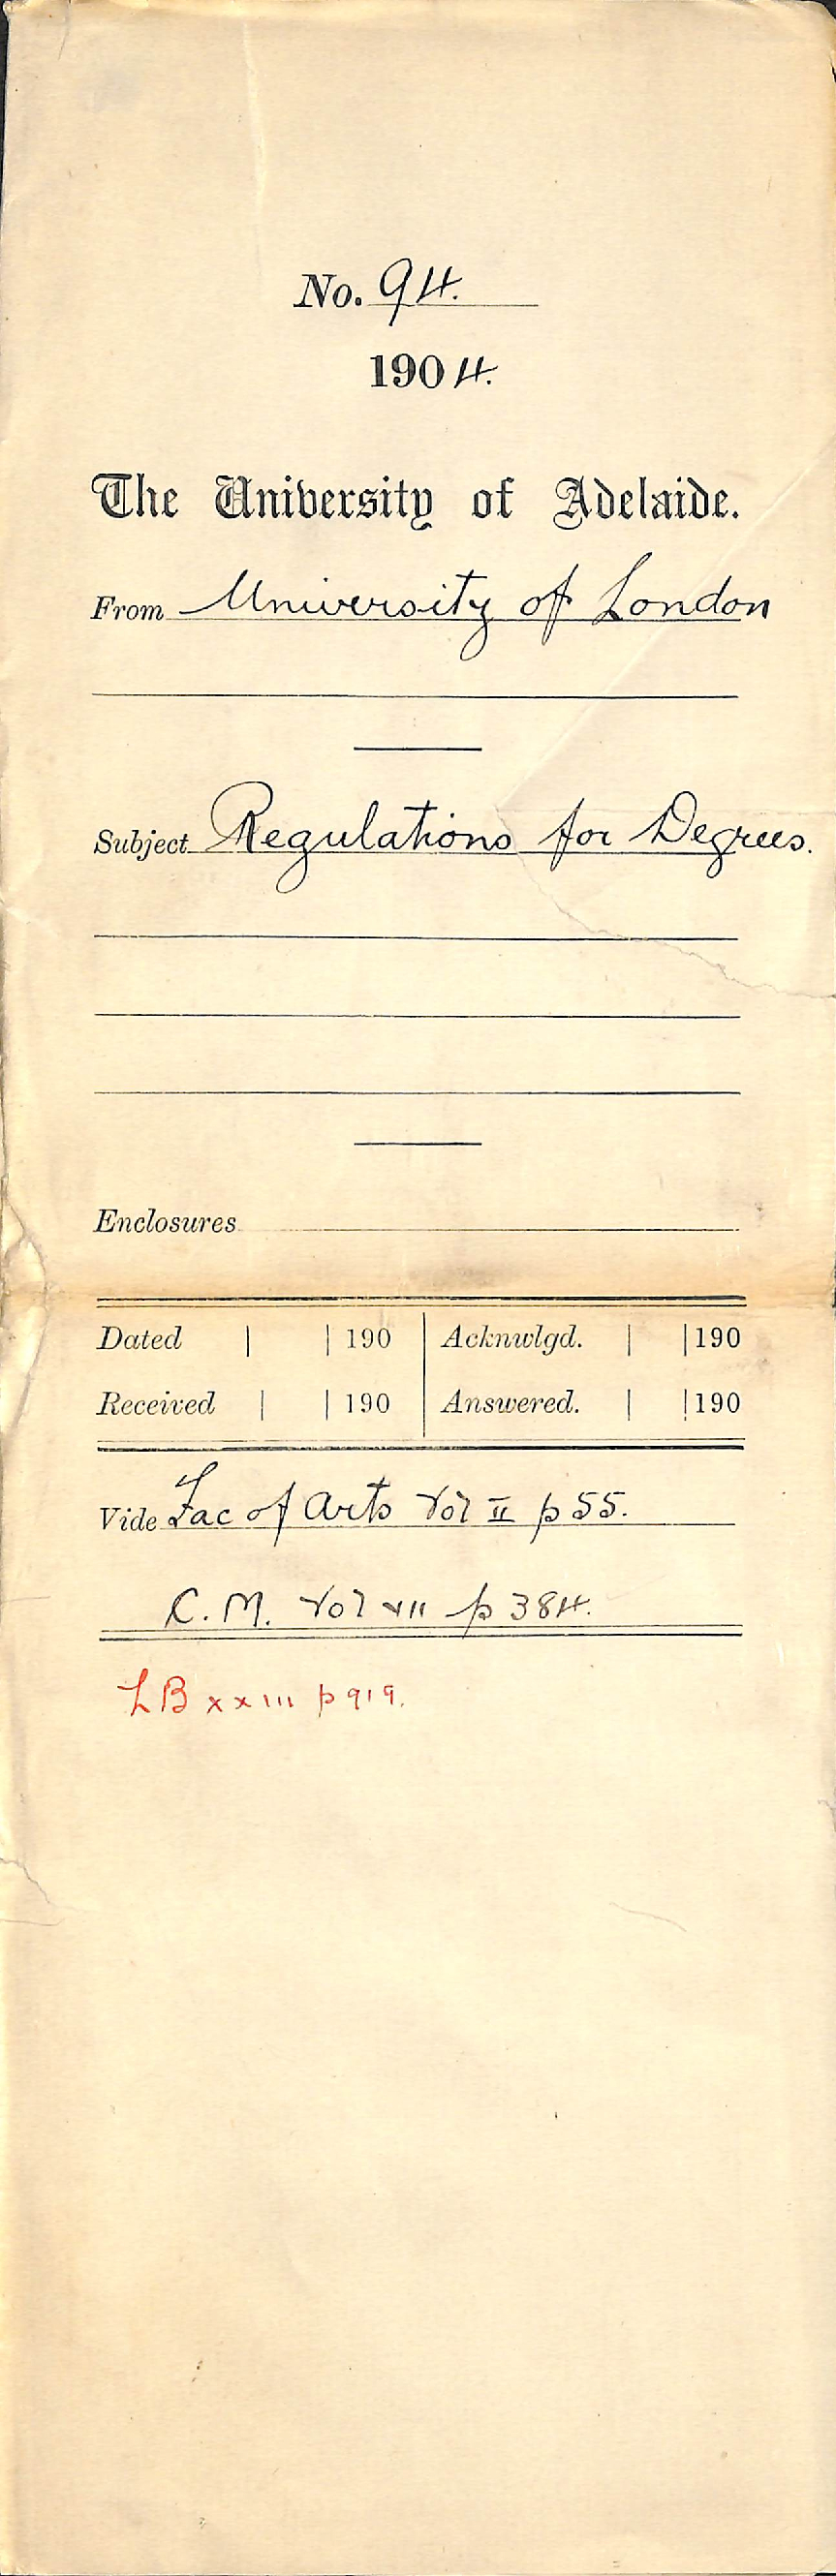 No. 94.
1904.
The University of Adelaide.
From University of London
Subject Regulations for Degrees.
Enclosures
Dated | | 190 | Acknwlgd. | | 190
Received | | 190 | Answered. | | 190
Vide Fac of Arts Vol II p 55.
C. M. Vol VII p 384.
LB xxiii p 919.